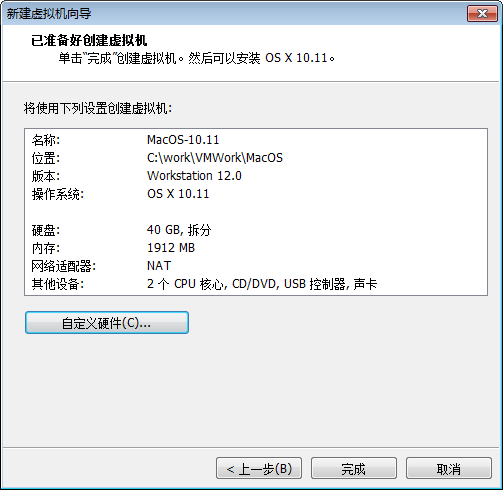 新建虚拟机向导
已准备好创建虚拟机
单击“完成”创建虚拟机。然后可以安装 OS X 10.11。
将使用下列设置创建虚拟机:
名称: MacOS-10.11
位置: C:\work\VMWork\MacOS
版本: Workstation 12.0
操作系统: OS X 10.11
硬盘: 40 GB, 拆分
内存: 1912 MB
网络适配器: NAT
其他设备: 2 个 CPU 核心, CD/DVD, USB 控制器, 声卡
自定义硬件(C)...
< 上一步(B) 完成 取消